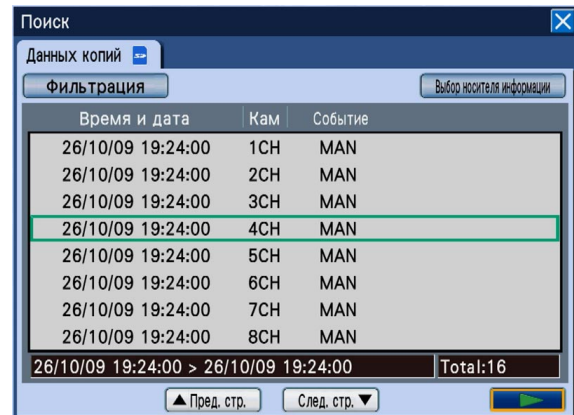 Поиск
Данных копий
Фильтрация Выбор носителя информации
Время и дата Кам Событие
26/10/09 19:24:00 1CH MAN
26/10/09 19:24:00 2CH MAN
26/10/09 19:24:00 3CH MAN
26/10/09 19:24:00 4CH MAN
26/10/09 19:24:00 5CH MAN
26/10/09 19:24:00 6CH MAN
26/10/09 19:24:00 7CH MAN
26/10/09 19:24:00 8CH MAN
26/10/09 19:24:00 > 26/10/09 19:24:00 Total:16
▲ Пред. стр. След. стр. ▼